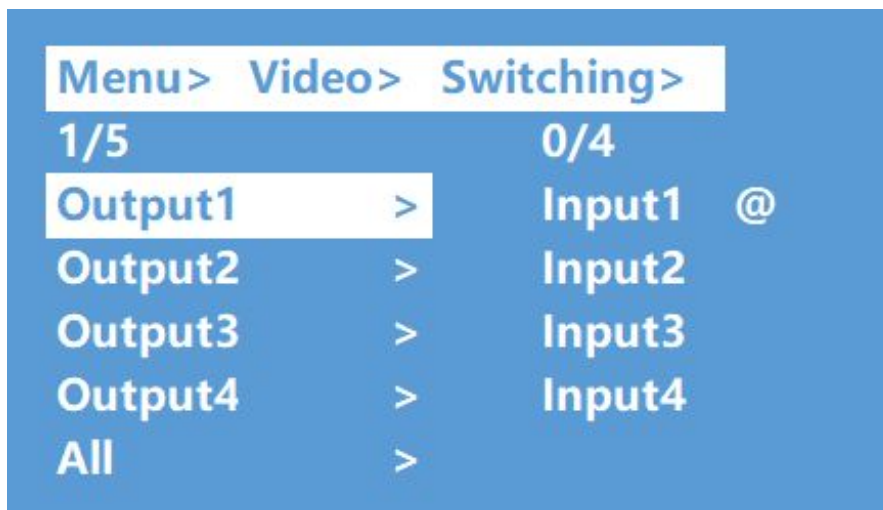 Menu> Video> Switching>
1/5 0/4
Output1 > Input1 @
Output2 > Input2
Output3 > Input3
Output4 > Input4
All >